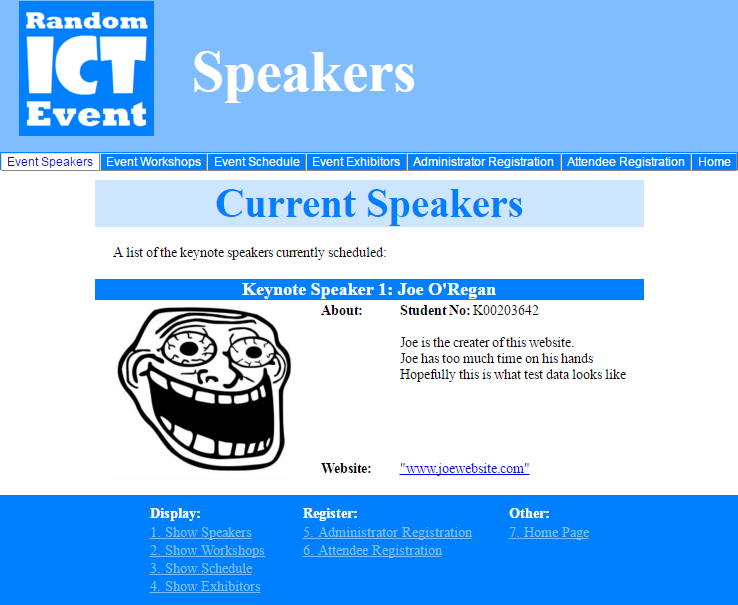 Random
ICT
Event
Speakers
Event Speakers Event Workshops Event Schedule Event Exhibitors Administrator Registration Attendee Registration Home
Current Speakers
A list of the keynote speakers currently scheduled:
Keynote Speaker 1: Joe O'Regan
About: Student No: K00203642
Joe is the creater of this website.
Joe has too much time on his hands
Hopefully this is what test data looks like
Website: "www.joewebsite.com"
Display: Register: Other:
1. Show Speakers 5. Administrator Registration 7. Home Page
2. Show Workshops 6. Attendee Registration
3. Show Schedule
4. Show Exhibitors